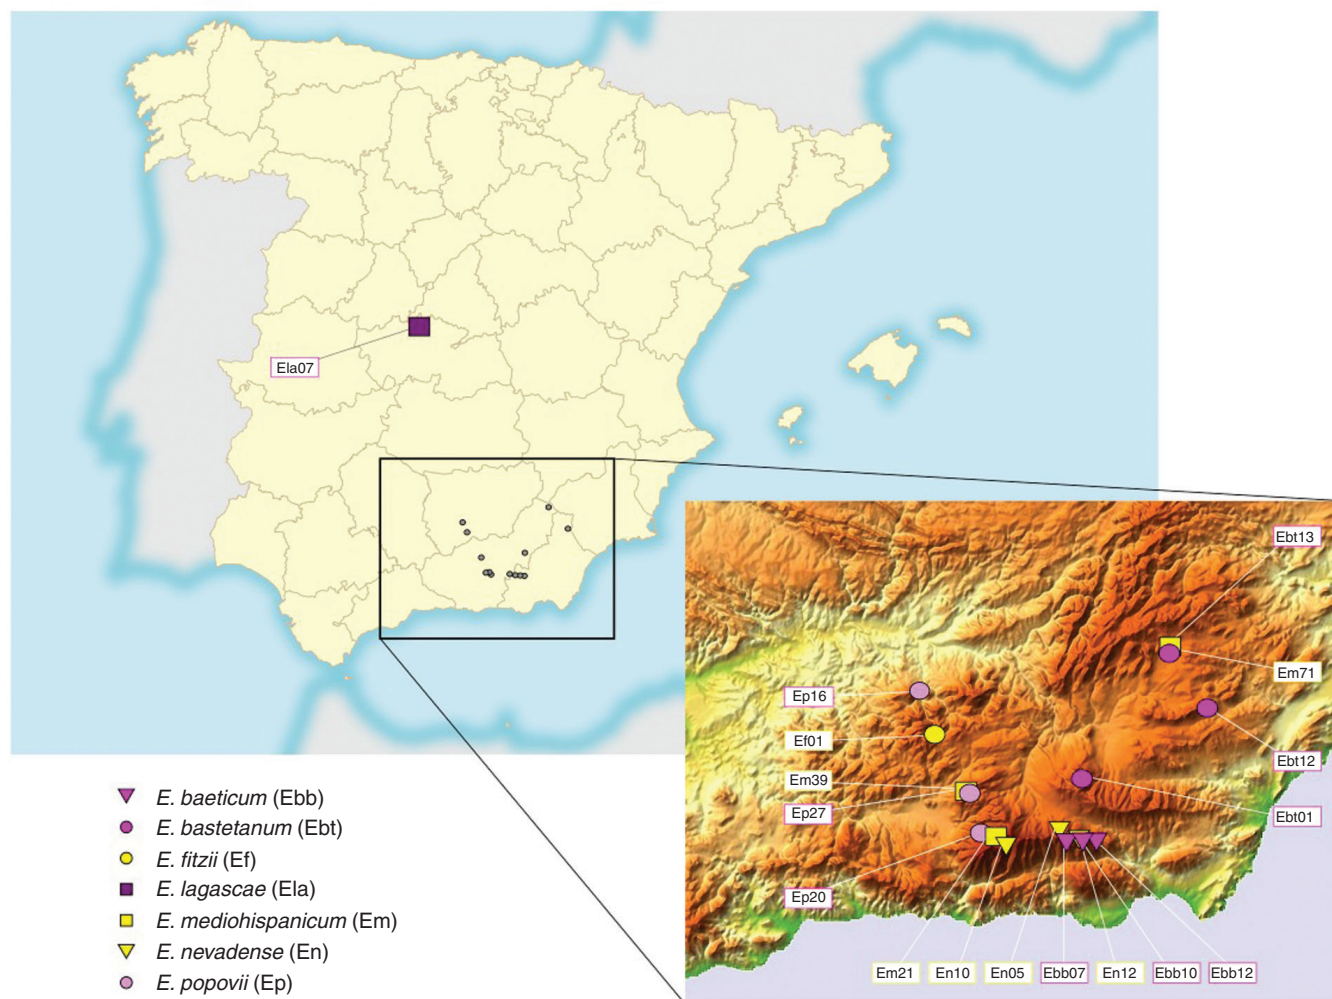 Ela07
Ebt13
Em71
Ep16
Ef01
Ebt12
Em39
Ep27
Ebt01
Ep20
Em21
En10
En05
Ebb07
En12
Ebb10
Ebb12
E. baeticum (Ebb)
E. bastetanum (Ebt)
E. fitzii (Ef)
E. lagascae (Ela)
E. mediohispanicum (Em)
E. nevadense (En)
E. popovii (Ep)